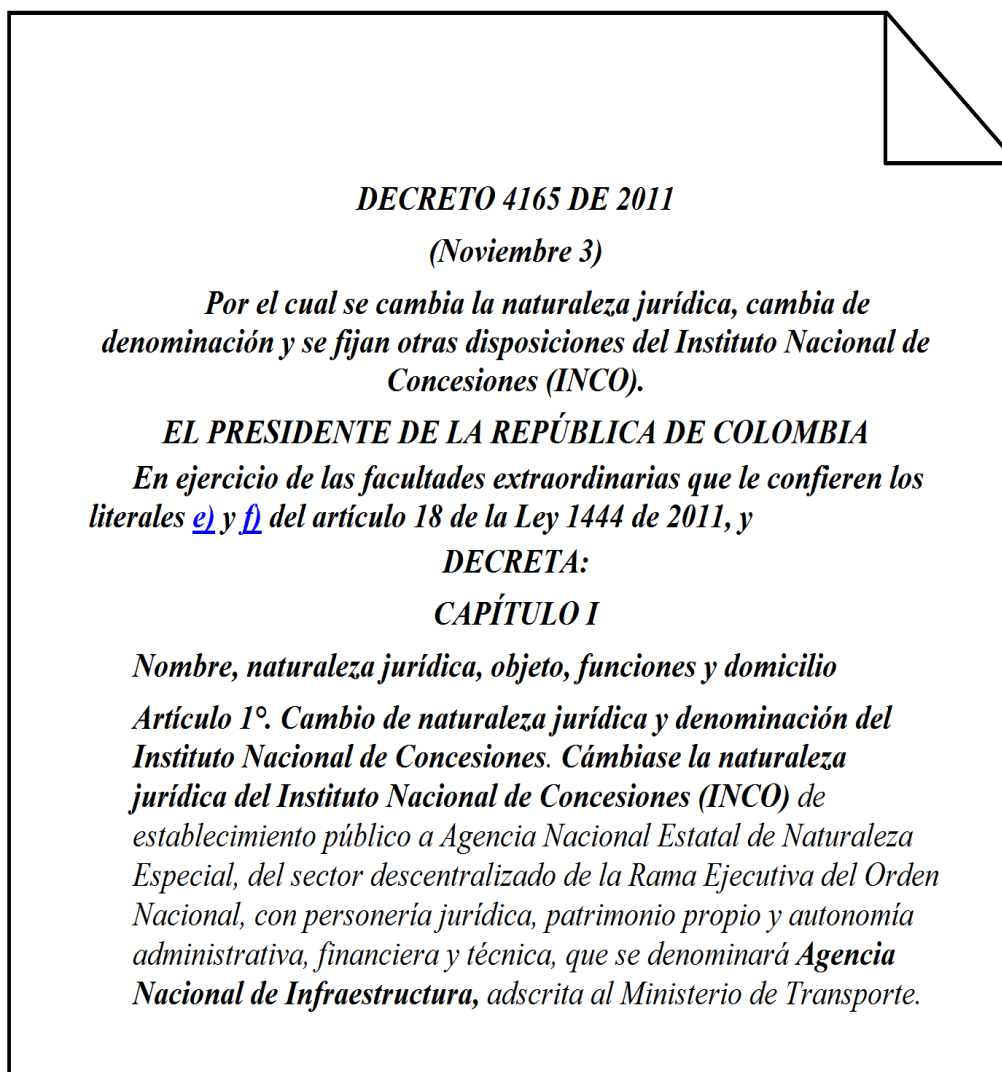 DECRETO 4165 DE 2011
(Noviembre 3)
Por el cual se cambia la naturaleza jurídica, cambia de
denominación y se fijan otras disposiciones del Instituto Nacional de
Concesiones (INCO).
EL PRESIDENTE DE LA REPÚBLICA DE COLOMBIA
En ejercicio de las facultades extraordinarias que le confieren los
literales e) y f) del artículo 18 de la Ley 1444 de 2011, y
DECRETA:
CAPÍTULO I
Nombre, naturaleza jurídica, objeto, funciones y domicilio
Artículo 1°. Cambio de naturaleza jurídica y denominación del
Instituto Nacional de Concesiones. Cámbiase la naturaleza
jurídica del Instituto Nacional de Concesiones (INCO) de
establecimiento público a Agencia Nacional Estatal de Naturaleza
Especial, del sector descentralizado de la Rama Ejecutiva del Orden
Nacional, con personería jurídica, patrimonio propio y autonomía
administrativa, financiera y técnica, que se denominará Agencia
Nacional de Infraestructura, adscrita al Ministerio de Transporte.